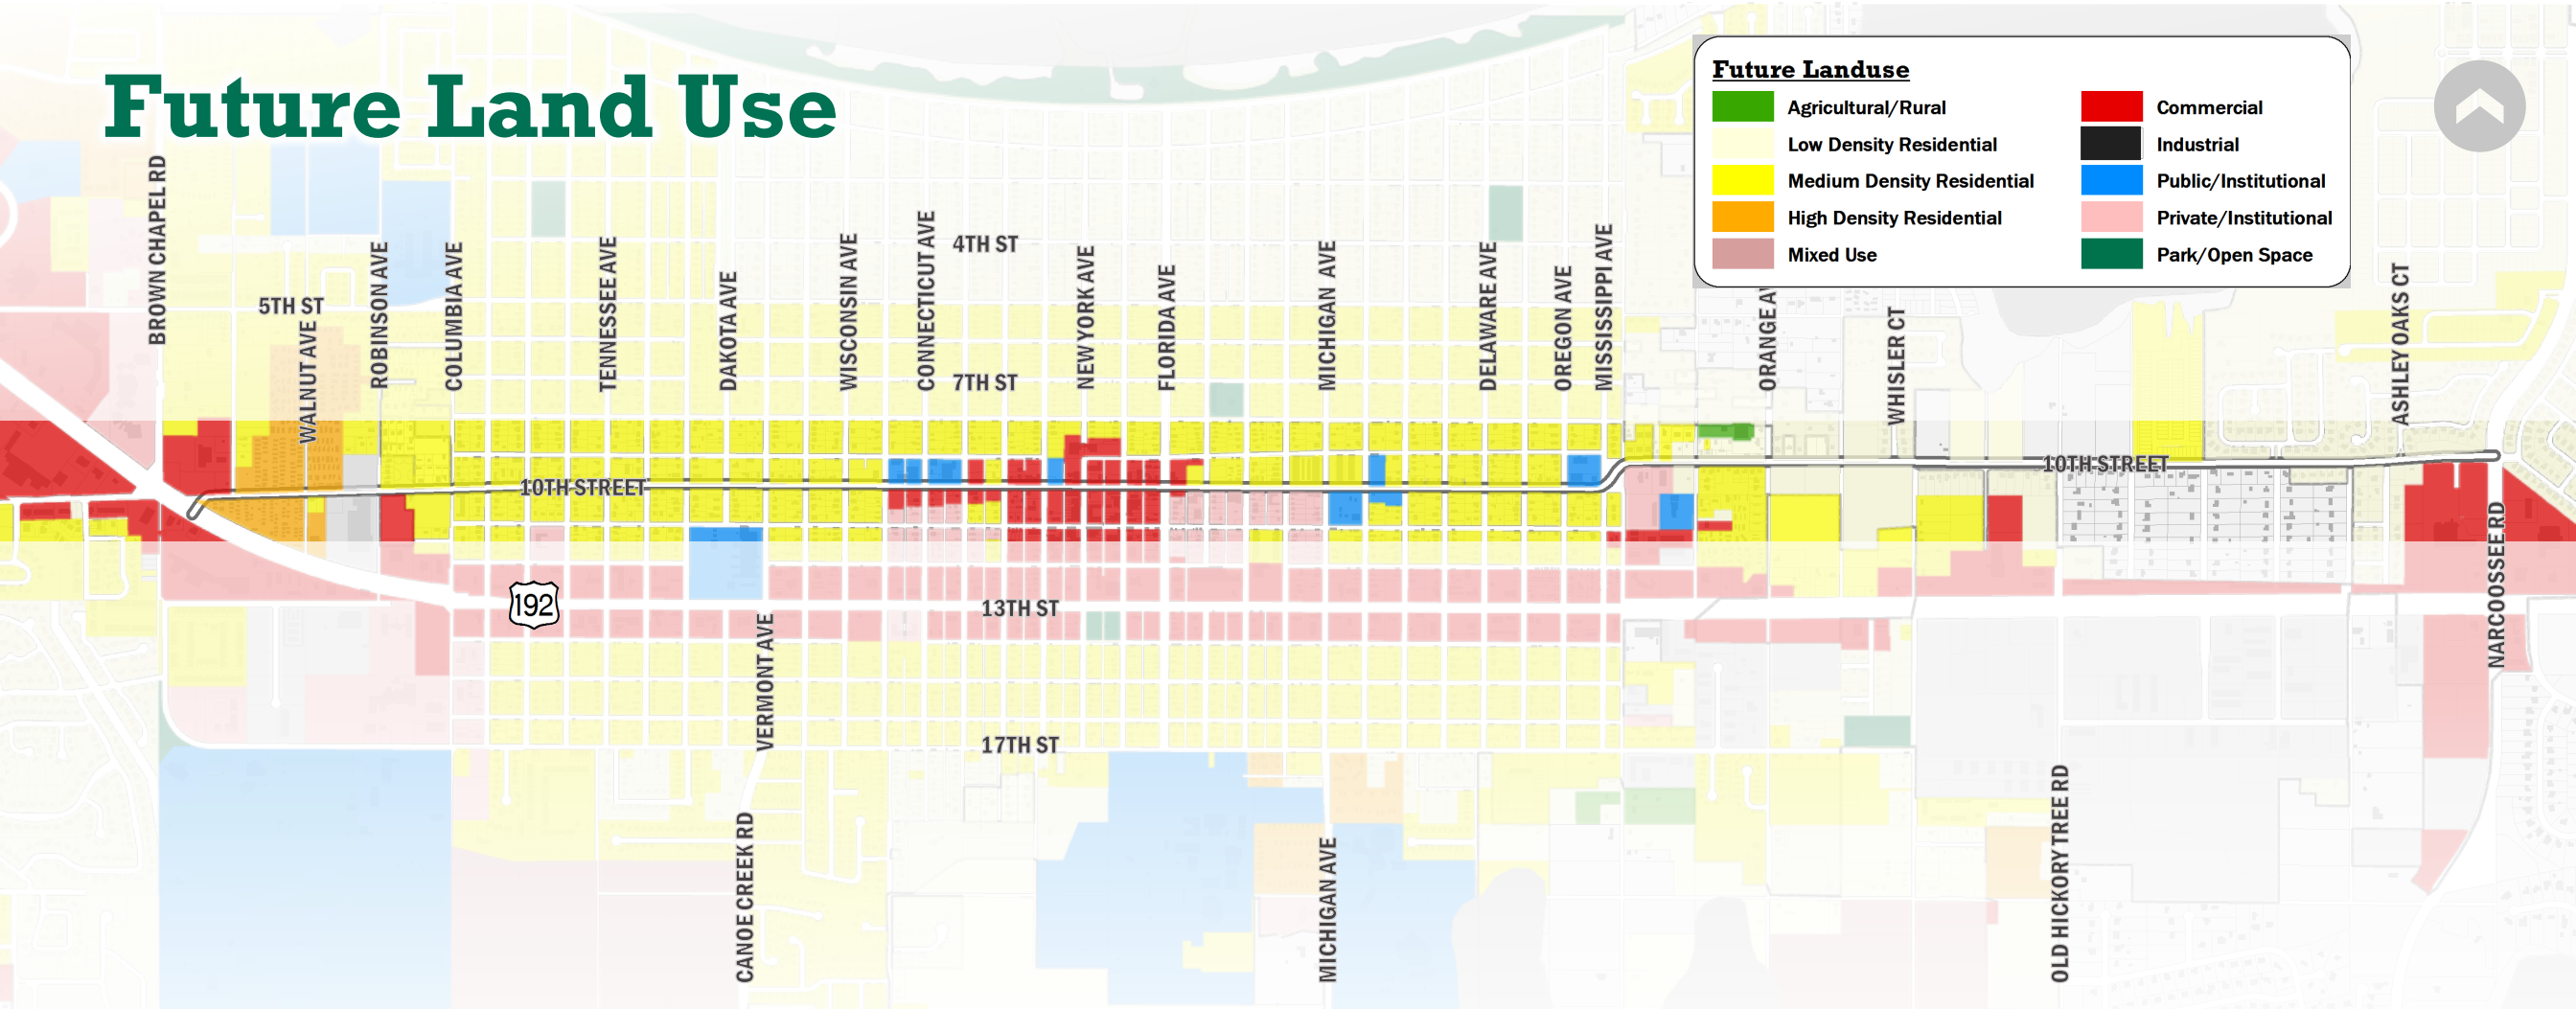 Future Land Use
Future Landuse
Agricultural/Rural
Low Density Residential
Medium Density Residential
High Density Residential
Mixed Use
Commercial
Industrial
Public/Institutional
Private/Institutional
Park/Open Space
BROWN CHAPEL RD
5TH ST
WALNUT AVE
ROBINSON AVE
COLUMBIA AVE
TENNESSEE AVE
DAKOTA AVE
WISCONSIN AVE
CONNECTICUT AVE
4TH ST
7TH ST
NEW YORK AVE
FLORIDA AVE
MICHIGAN AVE
DELAWARE AVE
OREGON AVE
MISSISSIPPI AVE
ORANGE AV
WHISLER CT
ASHLEY OAKS CT
10TH STREET
10TH STREET
192
13TH ST
VERMONT AVE
17TH ST
NARCOOSSEE RD
CANOE CREEK RD
MICHIGAN AVE
OLD HICKORY TREE RD